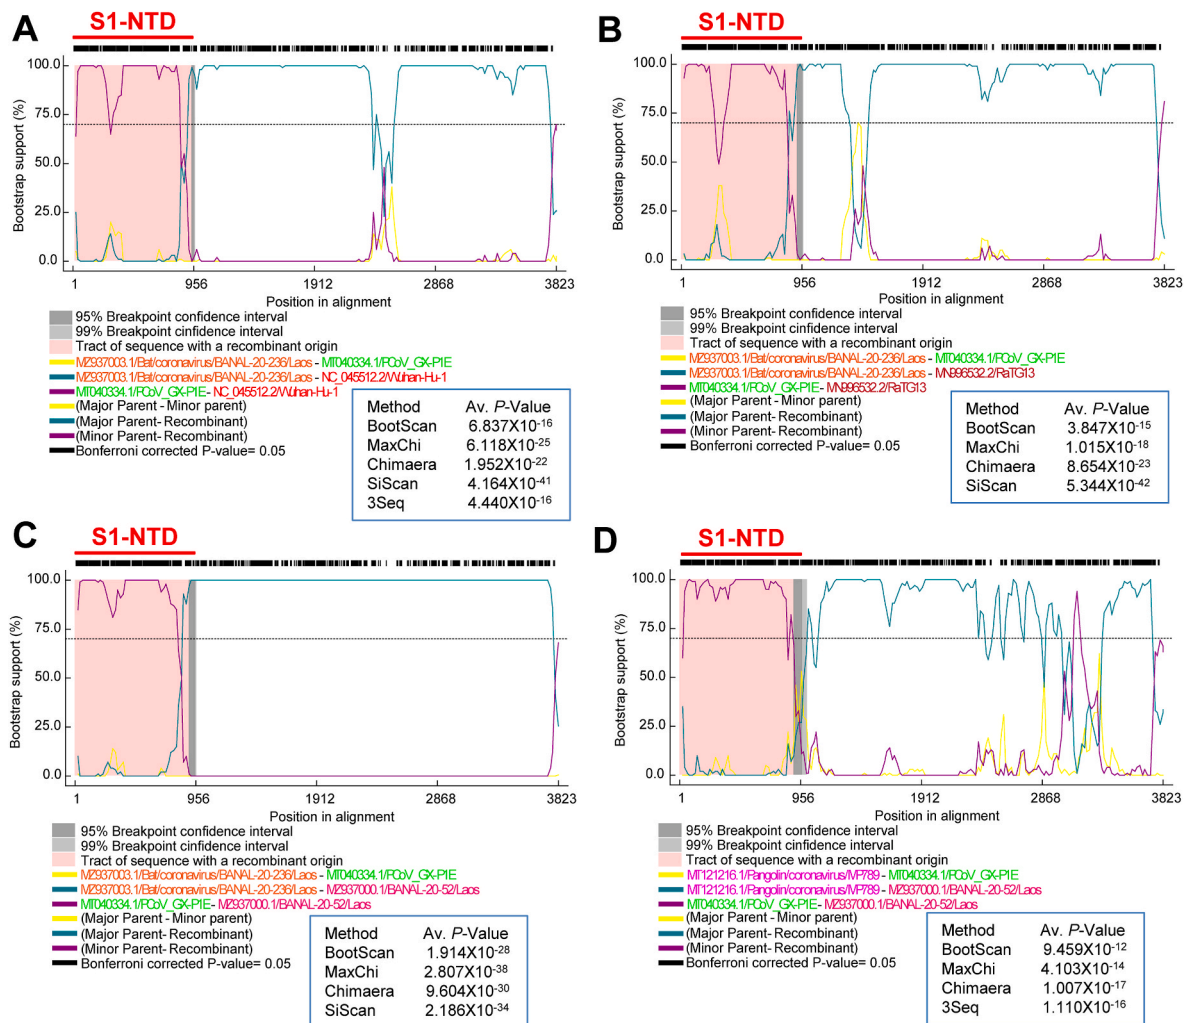 A
S1-NTD
100.0
75.0
50.0
25.0
0.0
Bootstrap support (%)
1
956
1912
2868
3823
Position in alignment
95% Breakpoint confidence interval
99% Breakpoint cinfidence interval
Tract of sequence with a recombinant origin
MZ937003.1/Bat/coronavirus/BANAL-20-236/Laos - MT040334.1/PCoV_GX-P1E
MZ937003.1/Bat/coronavirus/BANAL-20-236/Laos - NC_045512.2/Wuhan-Hu-1
MT040334.1/PCoV_GX-P1E- NC_045512.2/Wuhan-Hu-1
(Major Parent - Minor parent)
(Major Parent- Recombinant)
(Minor Parent- Recombinant)
Bonferroni corrected P-value= 0.05
Method Av. P-Value
BootScan 6.837X10-16
MaxChi 6.118X10-25
Chimaera 1.952X10-22
SiScan 4.164X10-41
3Seq 4.440X10-16
B
S1-NTD
100.0
75.0
50.0
25.0
0.0
Bootstrap support (%)
1
956
1912
2868
3823
Position in alignment
95% Breakpoint confidence interval
99% Breakpoint cinfidence interval
Tract of sequence with a recombinant origin
MZ937003.1/Bat/coronavirus/BANAL-20-236/Laos - MT040334.1/PCoV_GX-P1E
MZ937003.1/Bat/coronavirus/BANAL-20-236/Laos - MN996532.2/RaTG13
MT040334.1/PCoV_GX-P1E -MN996532.2/RaTG13
(Major Parent - Minor parent)
(Major Parent- Recombinant)
(Minor Parent- Recombinant)
Bonferroni corrected P-value= 0.05
Method Av. P-Value
BootScan 3.847X10-15
MaxChi 1.015X10-18
Chimaera 8.654X10-23
SiScan 5.344X10-42
C
S1-NTD
100.0
75.0
50.0
25.0
0.0
Bootstrap support (%)
1
956
1912
2868
3823
Position in alignment
95% Breakpoint confidence interval
99% Breakpoint cinfidence interval
Tract of sequence with a recombinant origin
MZ937003.1/Bat/coronavirus/BANAL-20-236/Laos - MT040334.1/PCoV_GX-P1E
MZ937003.1/Bat/coronavirus/BANAL-20-236/Laos - MZ937000.1/BANAL-20-52/Laos
MT040334.1/PCoV_GX-P1E- MZ937000.1/BANAL-20-52/Laos
(Major Parent - Minor parent)
(Major Parent- Recombinant)
(Minor Parent- Recombinant)
Bonferroni corrected P-value= 0.05
Method Av. P-Value
BootScan 1.914X10-28
MaxChi 2.807X10-38
Chimaera 9.604X10-30
SiScan 2.186X10-34
D
S1-NTD
100.0
75.0
50.0
25.0
0.0
Bootstrap support (%)
1
956
1912
2868
3823
Position in alignment
95% Breakpoint confidence interval
99% Breakpoint cinfidence interval
Tract of sequence with a recombinant origin
MT121216.1/Pangolin/coronavirus/MP789 - MT040334.1/PCoV_GX-P1E
MT121216.1/Pangolin/coronavirus/MP789 - MZ937000.1/BANAL-20-52/Laos
MT040334.1/PCoV_GX-P1E - MZ937000.1/BANAL-20-52/Laos
(Major Parent - Minor parent)
(Major Parent- Recombinant)
(Minor Parent- Recombinant)
Bonferroni corrected P-value= 0.05
Method Av. P-Value
BootScan 9.459X10-12
MaxChi 4.103X10-14
Chimaera 1.007X10-17
3Seq 1.110X10-16